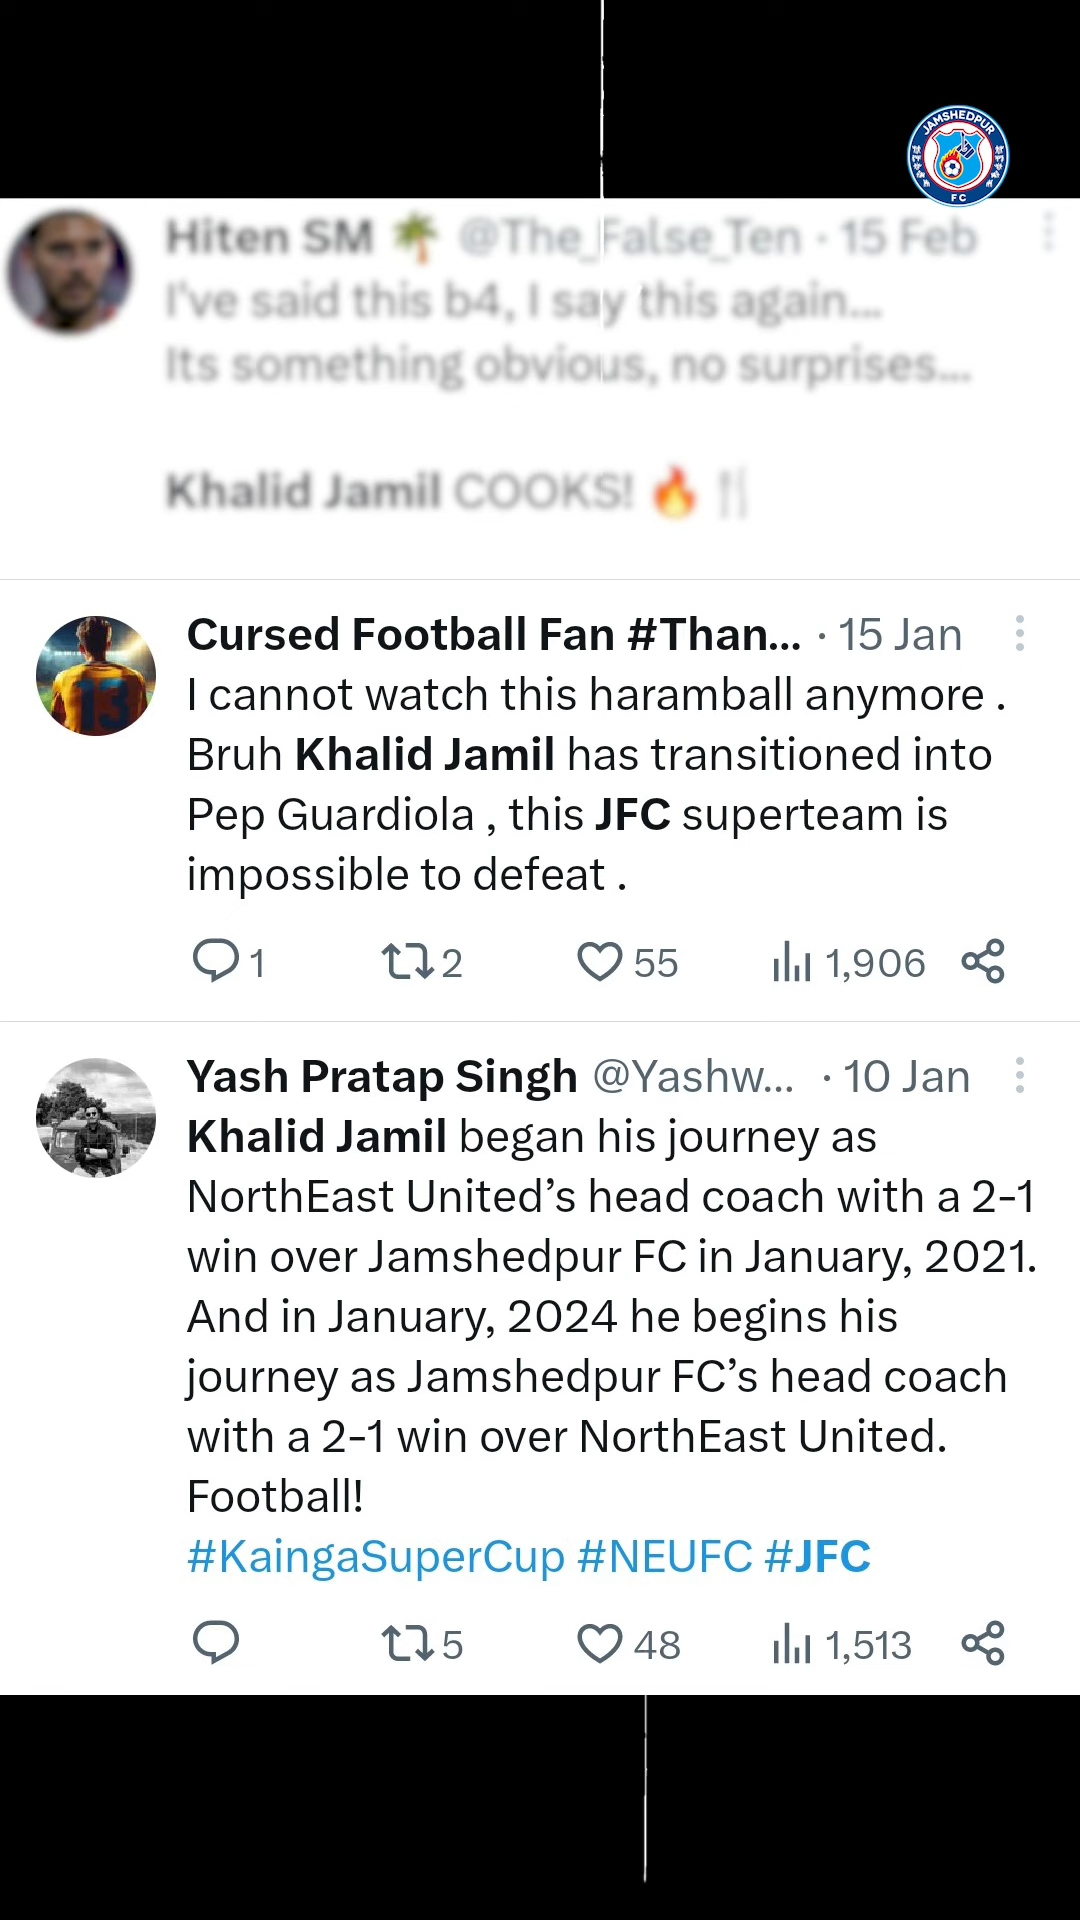 JAMSHEDPUR
FC
Hiten SM 🌴 @The_False_Ten · 15 Feb
I've said this b4, I say this again...
Its something obvious, no surprises...
Khalid Jamil COOKS! 🔥🍴
Cursed Football Fan #Than... · 15 Jan
I cannot watch this haramball anymore .
Bruh Khalid Jamil has transitioned into
Pep Guardiola , this JFC superteam is
impossible to defeat .
1 2 55 1,906
Yash Pratap Singh @Yashw... · 10 Jan
Khalid Jamil began his journey as
NorthEast United’s head coach with a 2-1
win over Jamshedpur FC in January, 2021.
And in January, 2024 he begins his
journey as Jamshedpur FC’s head coach
with a 2-1 win over NorthEast United.
Football!
#KaingaSuperCup #NEUFC #JFC
5 48 1,513